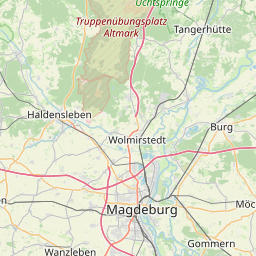 Uchtspringe
Truppenübungsplatz
Altmark
Tangerhütte
Haldensleben
Burg
Wolmirstedt
Magdeburg
Möc
Gommern
Wanzleben